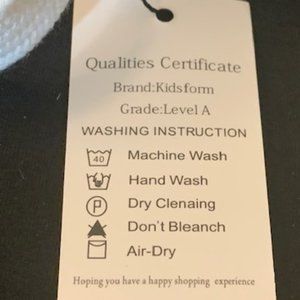 Qualities Certificate
Brand:Kidsform
Grade:Level A
WASHING INSTRUCTION
40 Machine Wash
Hand Wash
P Dry Clenaing
Don't Bleanch
Air-Dry
Hoping you have a happy shopping experience